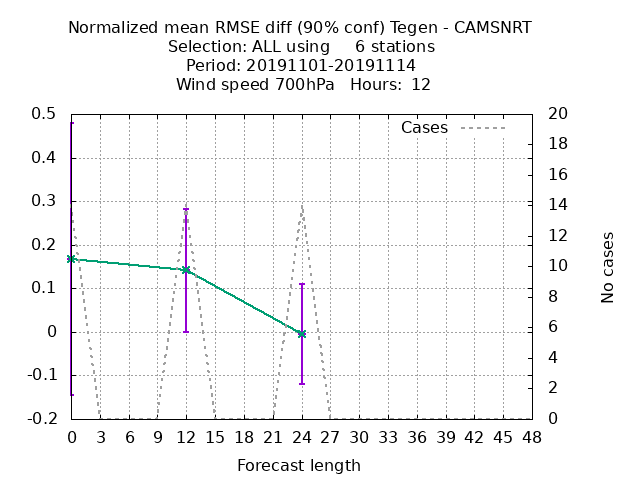 Normalized mean RMSE diff (90% conf) Tegen - CAMSNRT
Selection: ALL using     6 stations
Period: 20191101-20191114
Wind speed 700hPa   Hours:  12
Cases
0.5
0.4
0.3
0.2
0.1
0
-0.1
-0.2
20
18
16
14
12
10
8
6
4
2
0
No cases
0 3 6 9 12 15 18 21 24 27 30 33 36 39 42 45 48
Forecast length